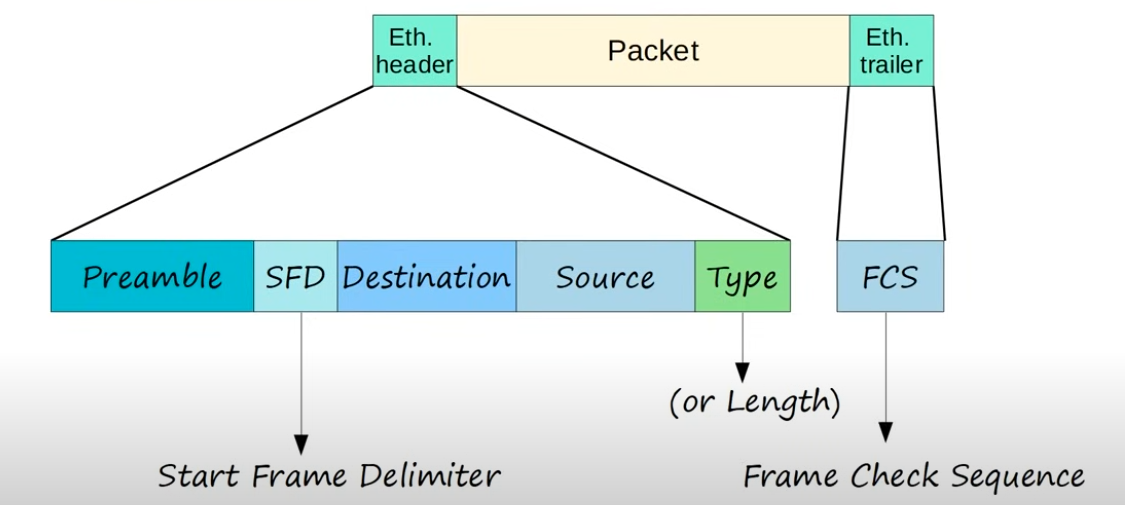 Eth.
header
Packet
Eth.
trailer
Preamble
SFD
Destination
Source
Type
FCS
(or Length)
Start Frame Delimiter
Frame Check Sequence